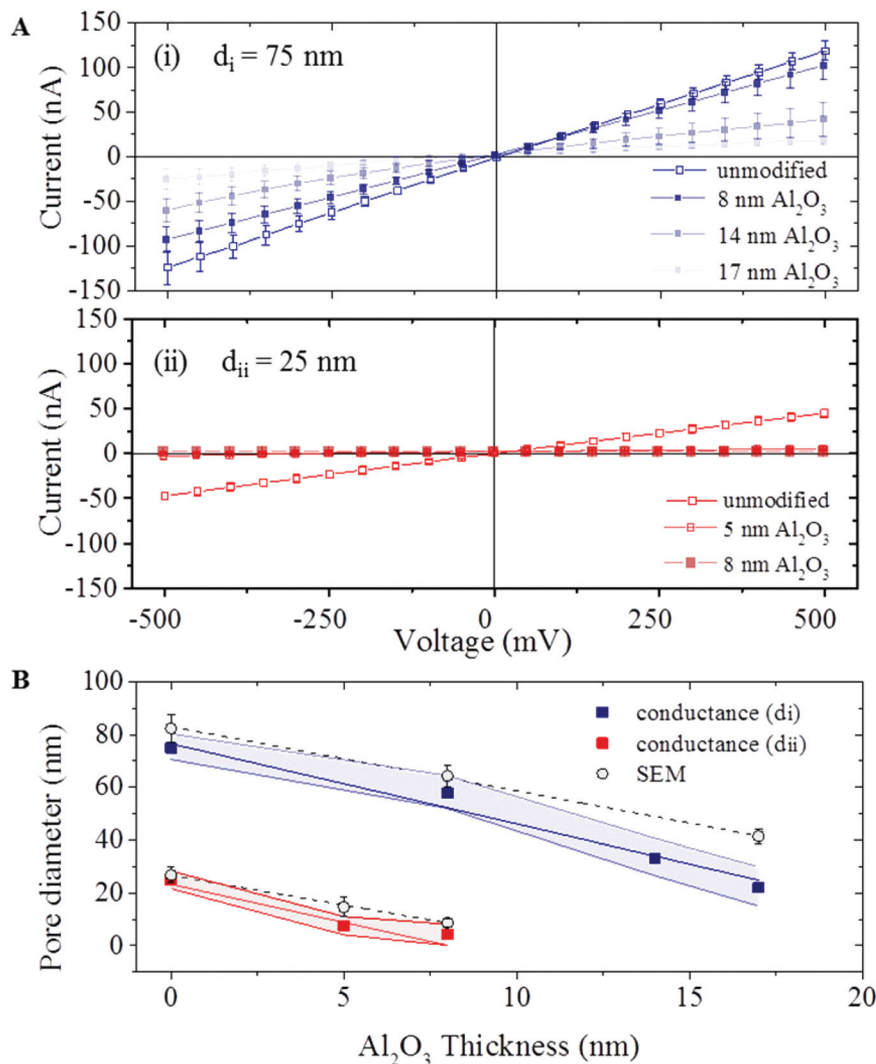 A
(i) dᵢ = 75 nm
Current (nA)
150
100
50
0
-50
-100
-150
unmodified
8 nm Al₂O₃
14 nm Al₂O₃
17 nm Al₂O₃
(ii) dᵢᵢ = 25 nm
Current (nA)
150
100
50
0
-50
-100
-150
unmodified
5 nm Al₂O₃
8 nm Al₂O₃
-500 -250 0 250 500
Voltage (mV)
B
Pore diameter (nm)
100
80
60
40
20
0
conductance (di)
conductance (dii)
SEM
0 5 10 15 20
Al₂O₃ Thickness (nm)